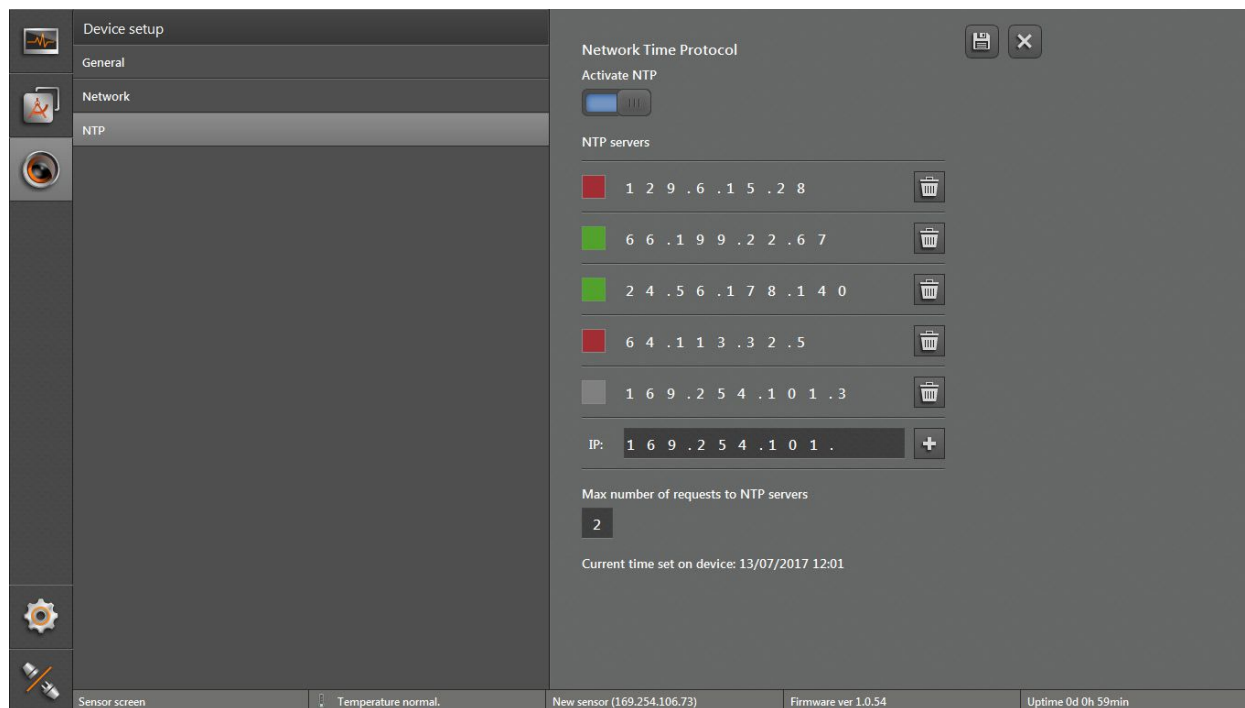 Device setup
General
Network
NTP
Network Time Protocol
Activate NTP
NTP servers
129.6.15.28
66.199.22.67
24.56.178.140
64.113.32.5
169.254.101.3
IP: 169.254.101.
Max number of requests to NTP servers
2
Current time set on device: 13/07/2017 12:01
Sensor screen
Temperature normal.
New sensor (169.254.106.73)
Firmware ver 1.0.54
Uptime 0d 0h 59min